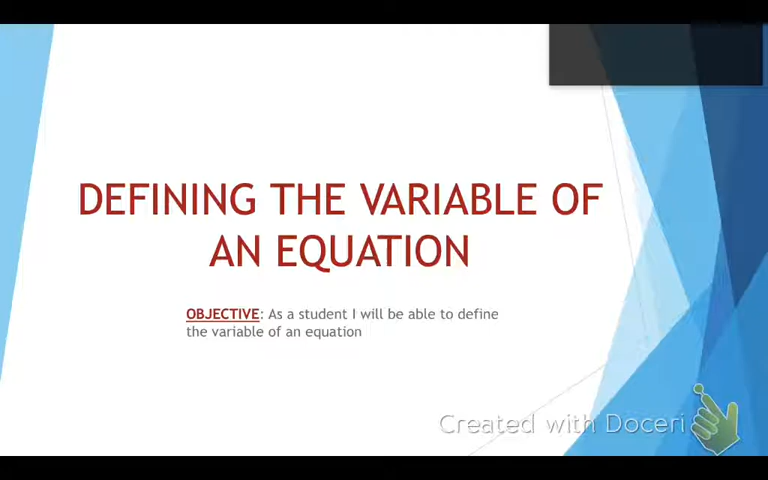 DEFINING THE VARIABLE OF
AN EQUATION
OBJECTIVE: As a student I will be able to define
the variable of an equation
Created with Doceri